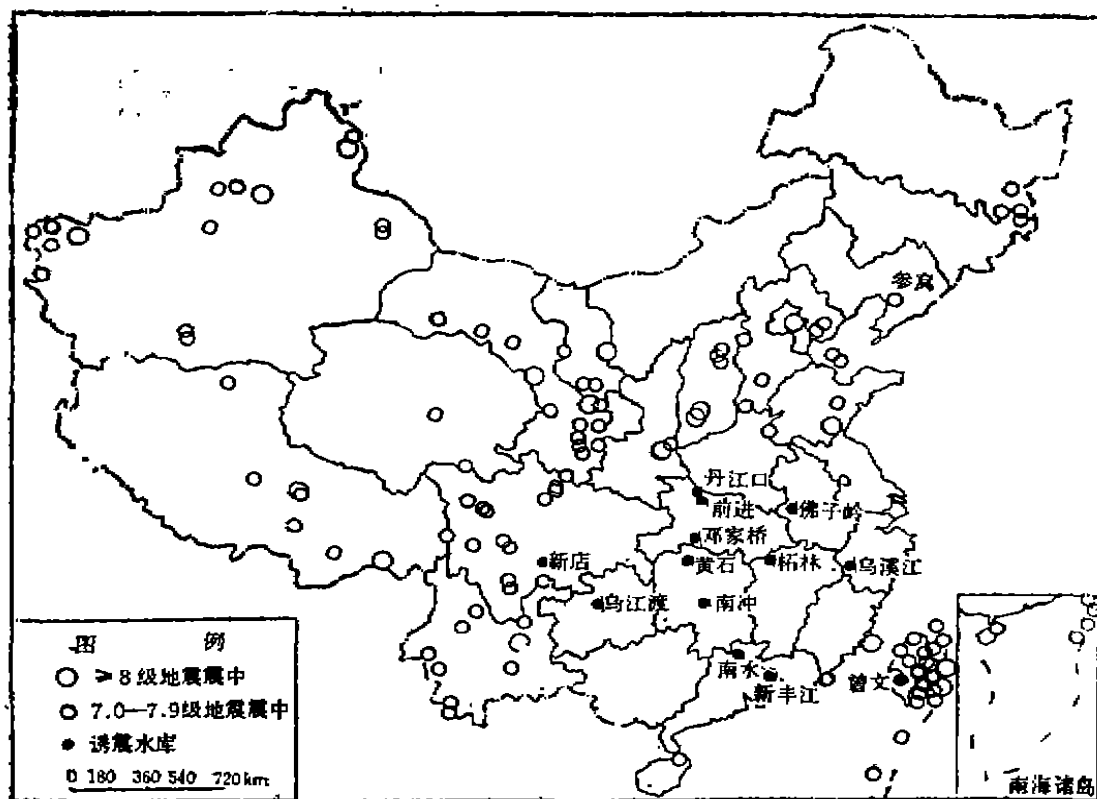 参窝
丹江口
前进
佛子岭
邓家桥
新店
黄石
柘林
乌溪江
乌江渡
南冲
南水
新丰江
曾文
图 例
≥8级地震震中
7.0—7.9级地震震中
诱震水库
0 180 360 540 720km
南海诸岛